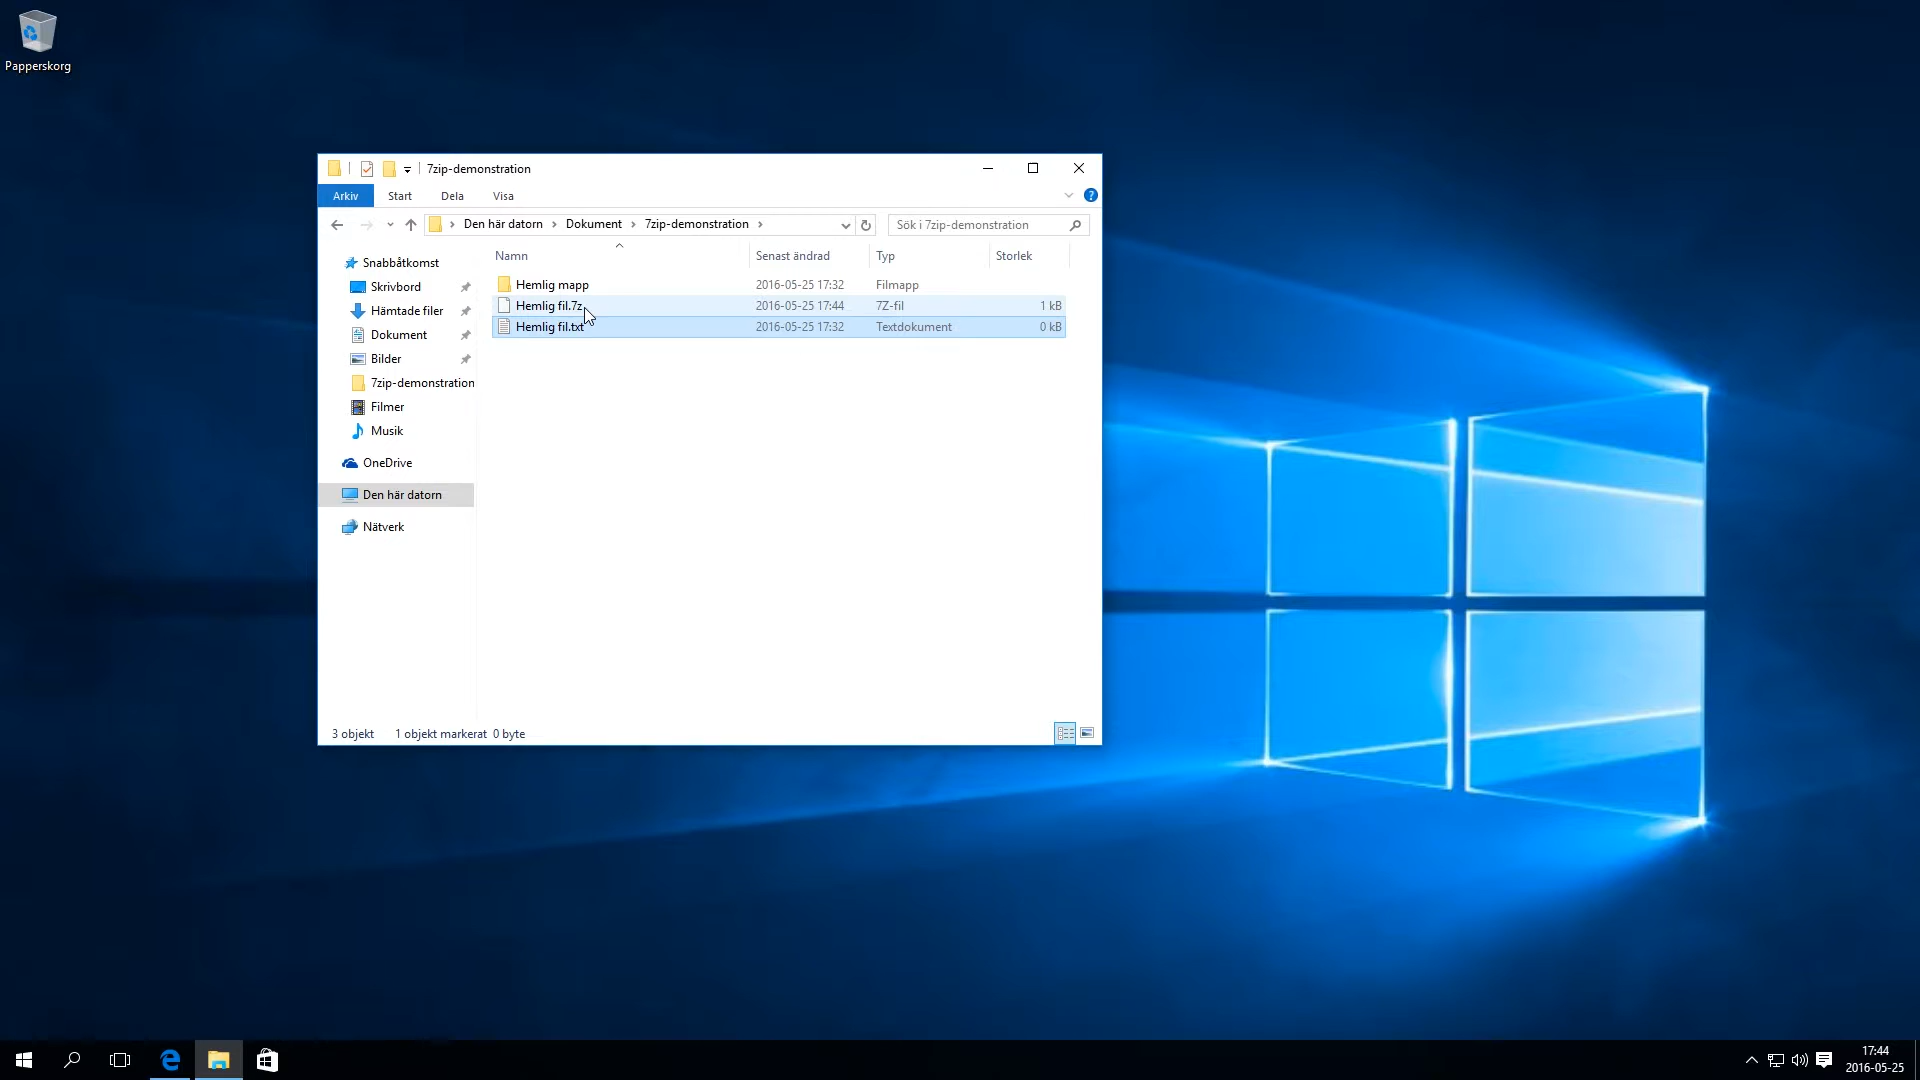 Papperskorg
7zip-demonstration
Arkiv Start Dela Visa
Den här datorn Dokument 7zip-demonstration Sök i 7zip-demonstration
Namn Senast ändrad Typ Storlek
Snabbåtkomst
Skrivbord
Hämtade filer
Dokument
Bilder
7zip-demonstration
Filmer
Musik
OneDrive
Den här datorn
Nätverk
Hemlig mapp 2016-05-25 17:32 Filmapp
Hemlig fil.7z 2016-05-25 17:44 7Z-fil 1 kB
Hemlig fil.txt 2016-05-25 17:32 Textdokument 0 kB
3 objekt 1 objekt markerat 0 byte
17:44
2016-05-25